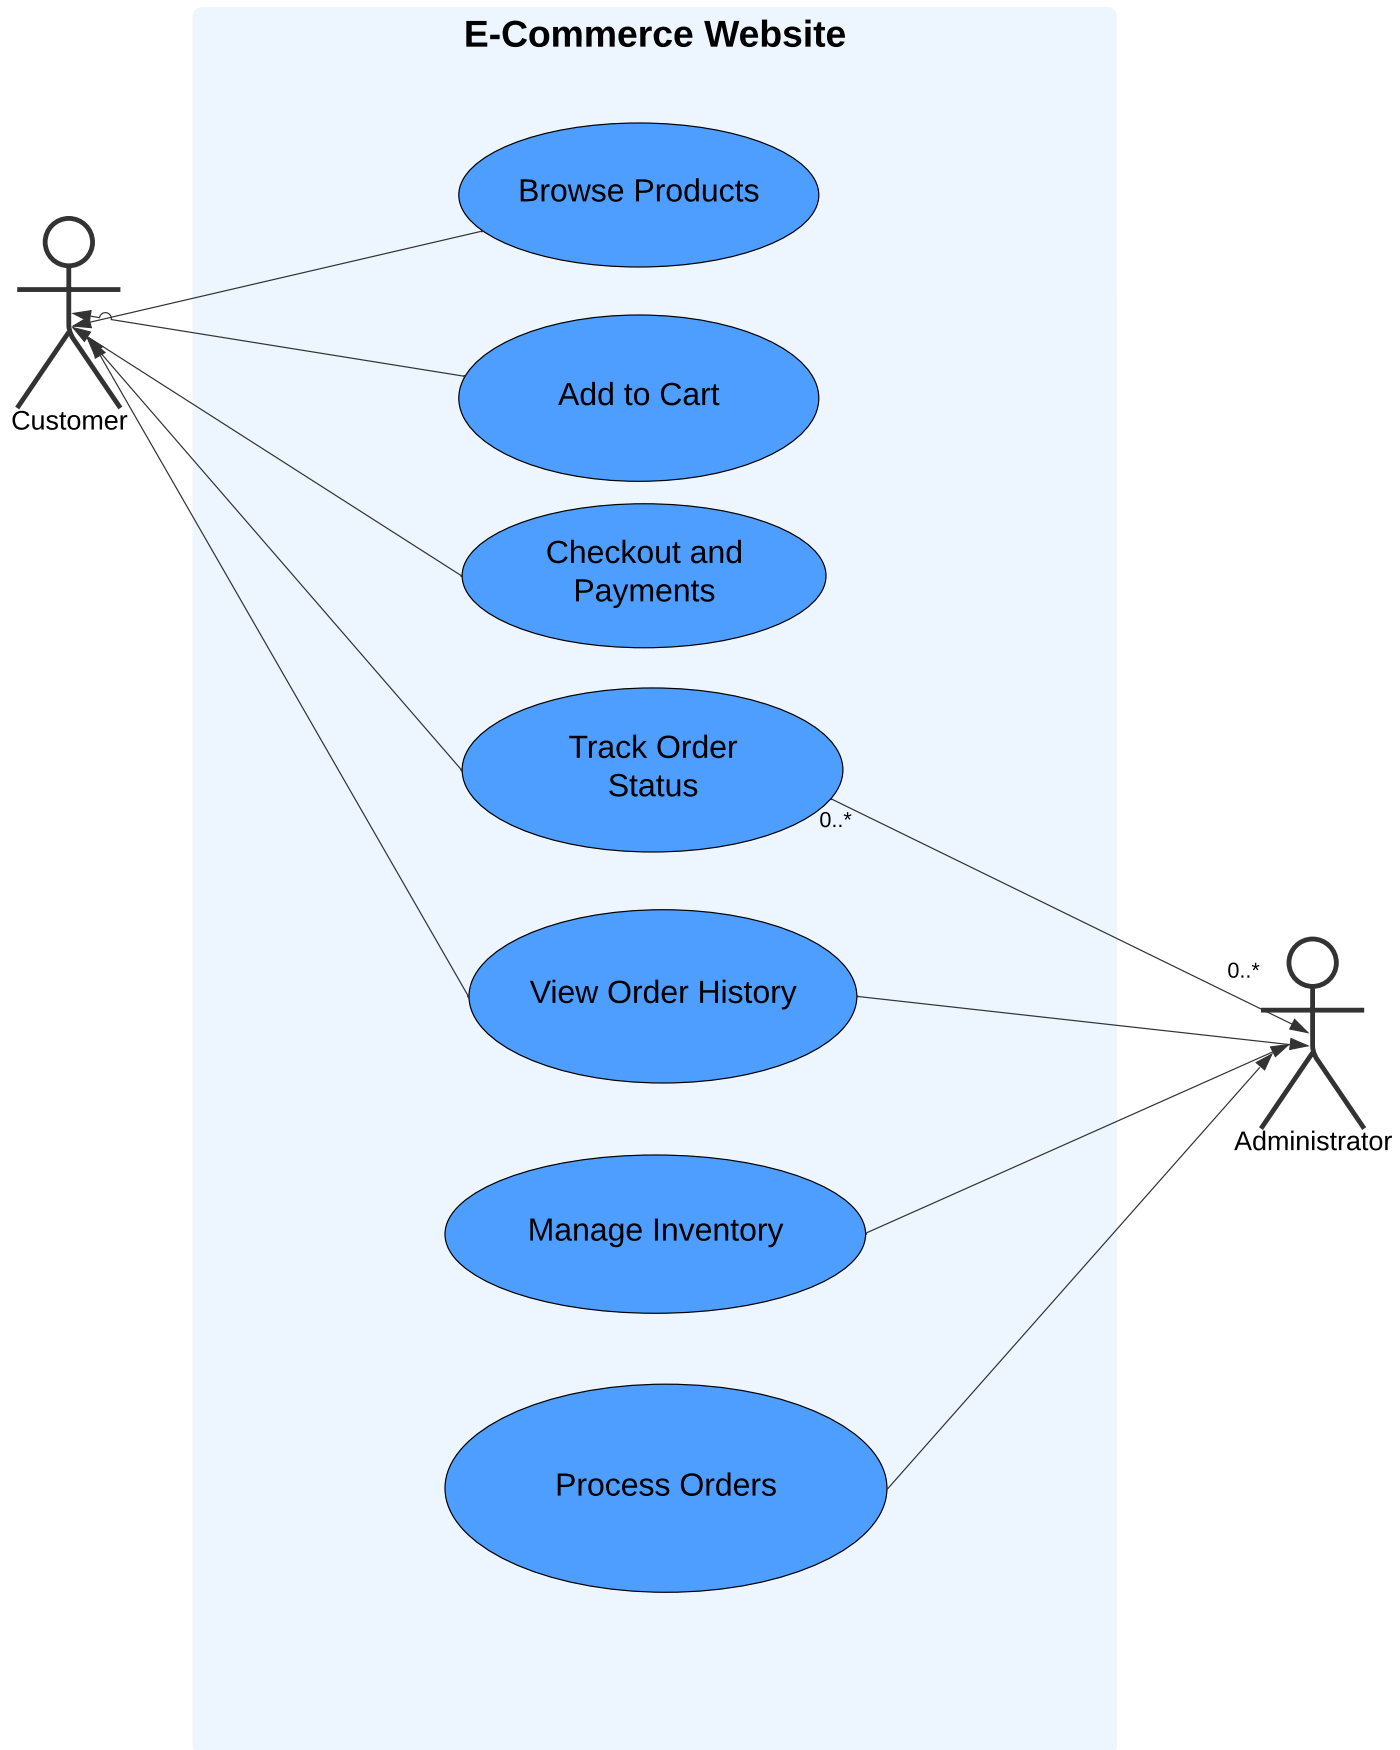 E-Commerce Website
Browse Products
Add to Cart
Customer
Checkout and
Payments
Track Order
Status
0..*
0..*
View Order History
Administrator
Manage Inventory
Process Orders